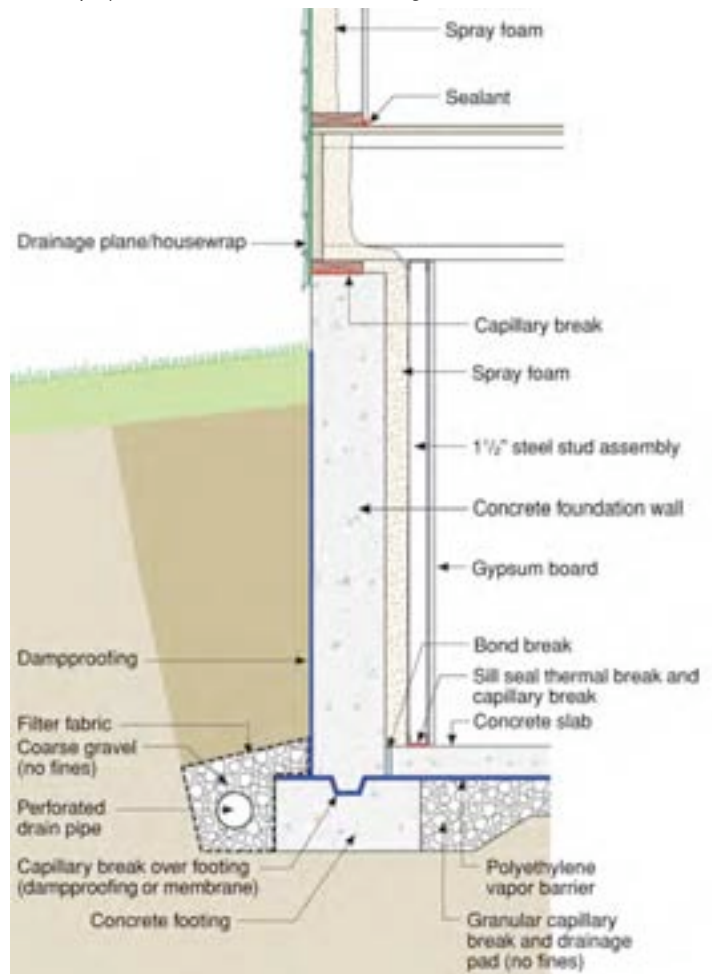 Spray foam
Sealant
Drainage plane/housewrap
Capillary break
Spray foam
1½" steel stud assembly
Concrete foundation wall
Gypsum board
Bond break
Dampproofing
Sill seal thermal break and
capillary break
Concrete slab
Filter fabric
Coarse gravel
(no fines)
Perforated
drain pipe
Capillary break over footing
(dampproofing or membrane)
Polyethylene
vapor barrier
Concrete footing
Granular capillary
break and drainage
pad (no fines)